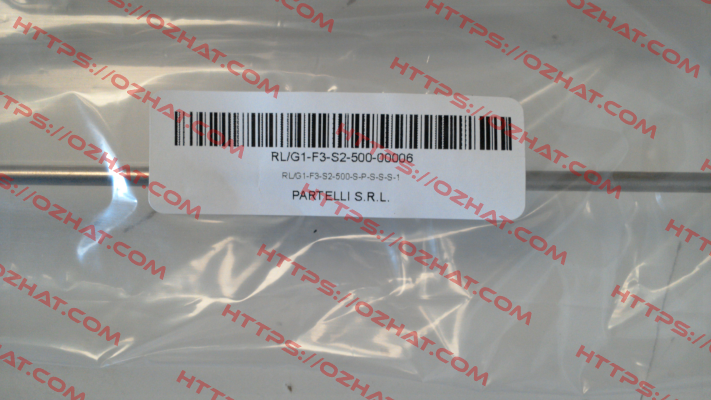 RL/G1-F3-S2-500-00006
RL/G1-F3-S2-500-S-P-S-S-S-1
PARTELLI S.R.L.
HTTPS://OZHAT.COM